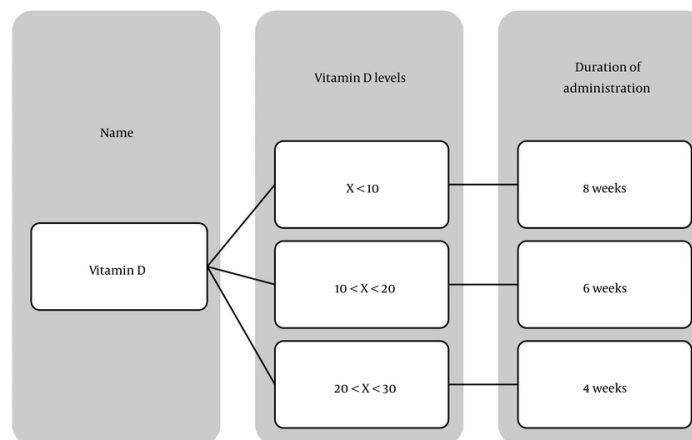 Name
Vitamin D
Vitamin D levels
X < 10
10 < X < 20
20 < X < 30
Duration of
administration
8 weeks
6 weeks
4 weeks